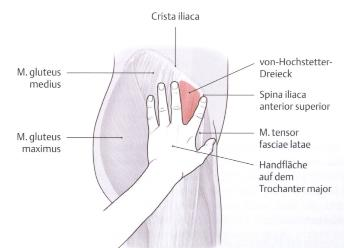 Crista iliaca
M. gluteus
medius
M. gluteus
maximus
von-Hochstetter-
Dreieck
Spina iliaca
anterior superior
M. tensor
fasciae latae
Handfläche
auf dem
Trochanter major